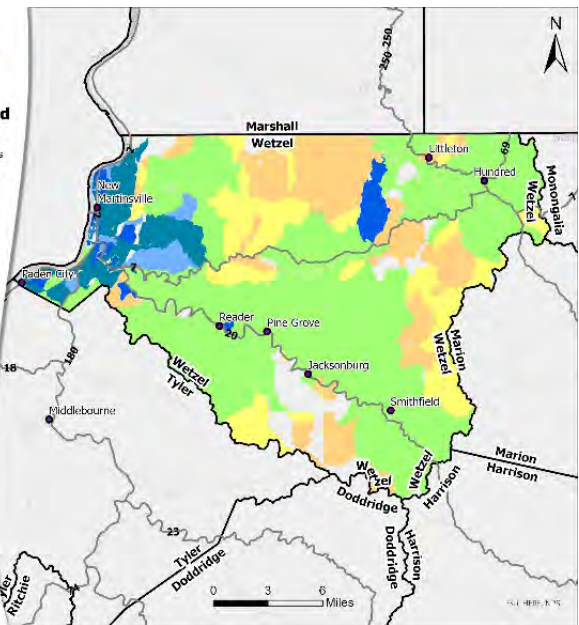 N
250 250
d
Marshall
Wetzel
Littleton
69
Hundred
Monongalia
Wetzel
2
7
New
Martinsville
Paden City
Reader
20
Pine Grove
Marion
Wetzel
18
180
Wetzel
Tyler
Jacksonburg
Middlebourne
Smithfield
Wetzel
Doddridge
Wetzel
Harrison
Marion
Harrison
23
Tyler
Doddridge
Harrison
Doddridge
Ritchie
0 3 6
Miles